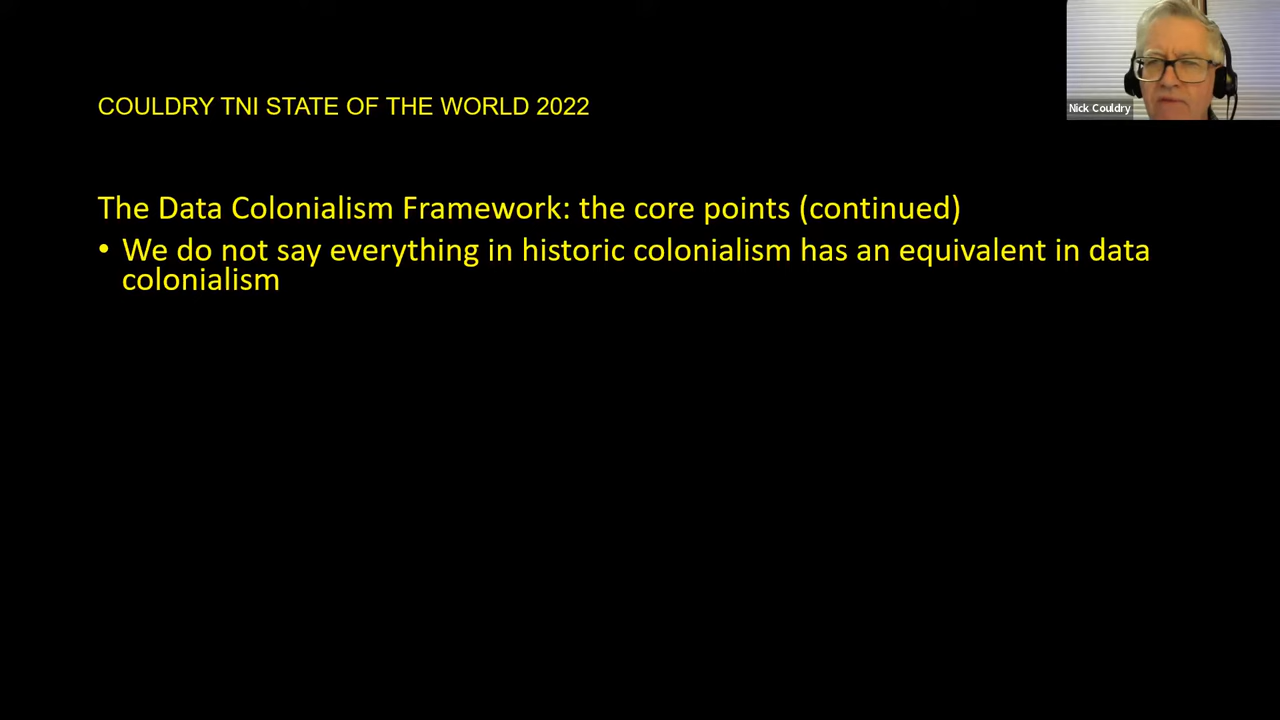 Nick Couldry
COULDRY TNI STATE OF THE WORLD 2022
The Data Colonialism Framework: the core points (continued)
• We do not say everything in historic colonialism has an equivalent in data
colonialism